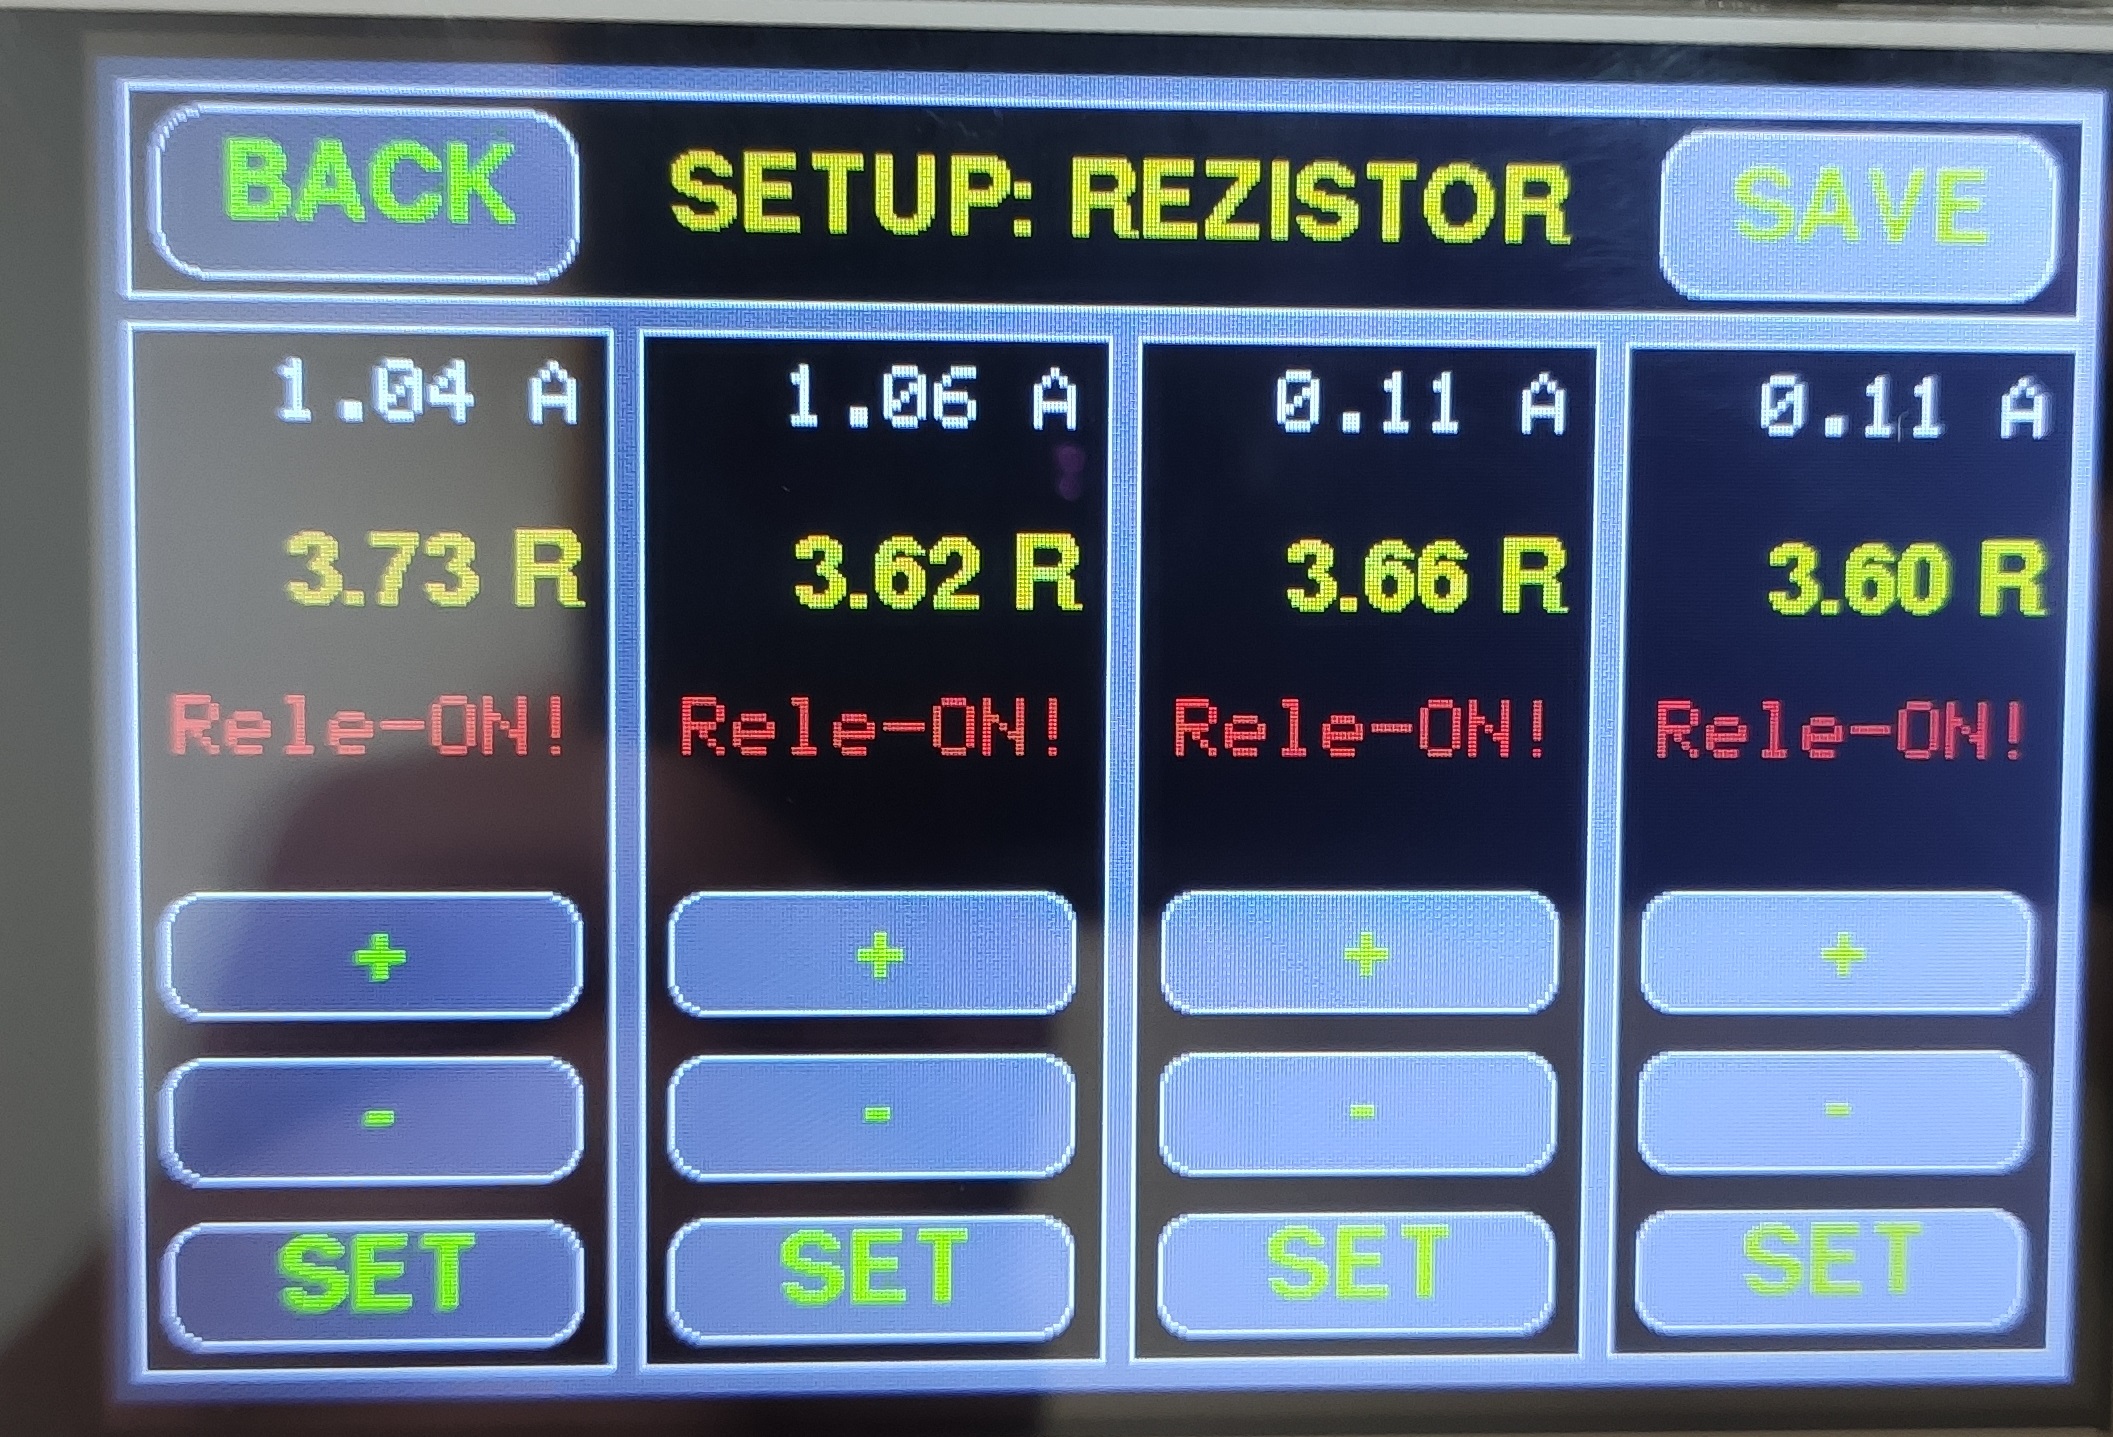 BACK SETUP: REZISTOR SAVE
1.04 A 1.06 A 0.11 A 0.11 A
3.73 R 3.62 R 3.66 R 3.60 R
Rele-ON! Rele-ON! Rele-ON! Rele-ON!
+ + + +
- - - -
SET SET SET SET